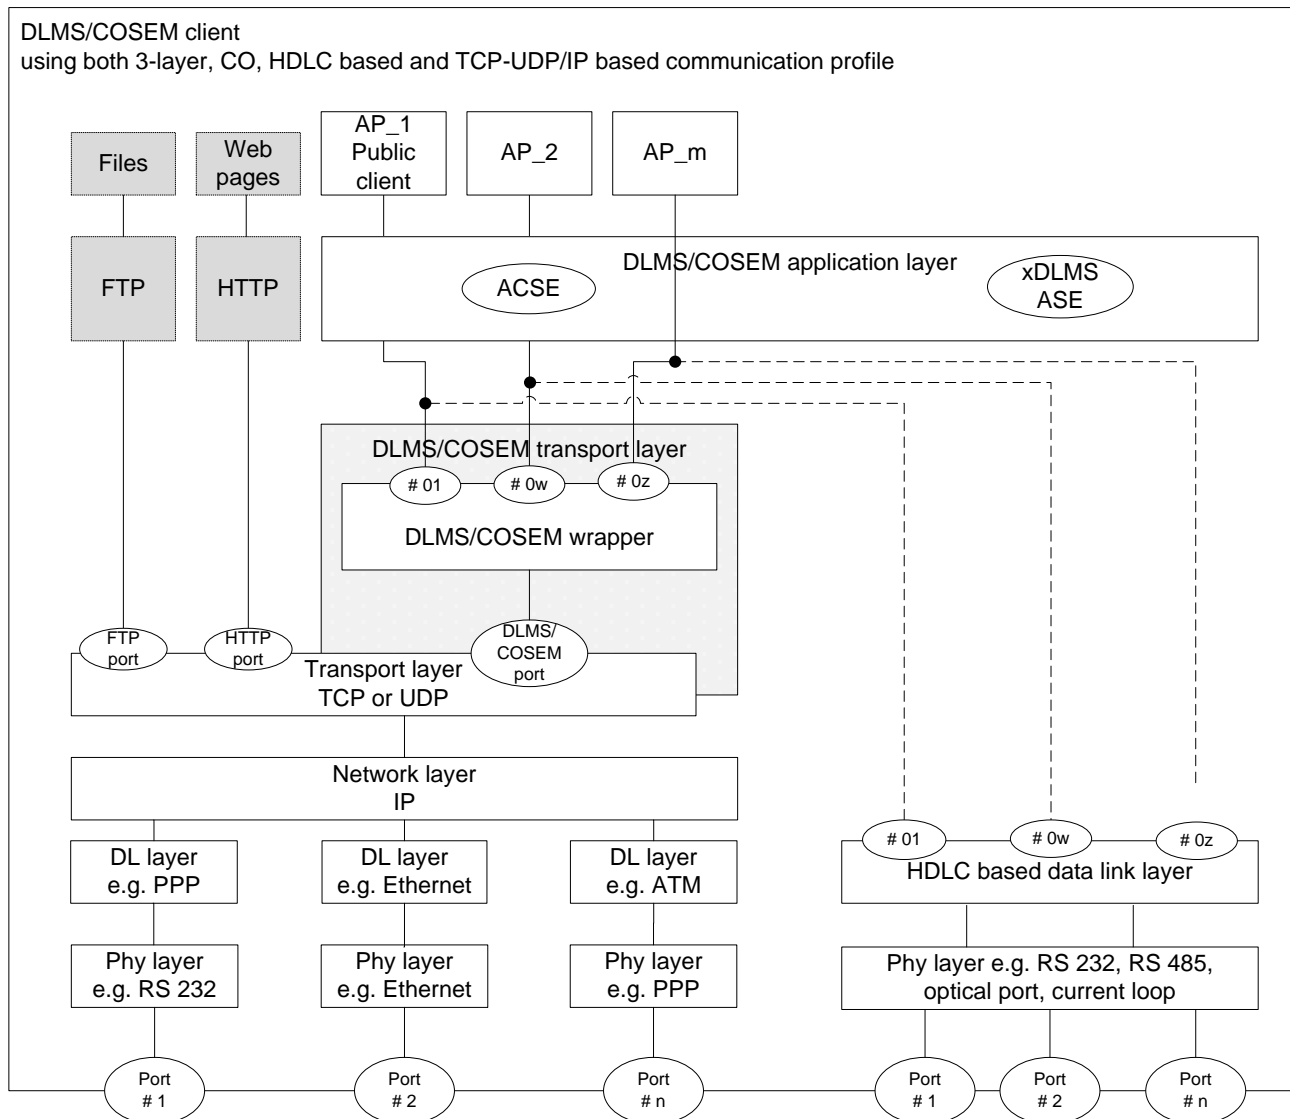 DLMS/COSEM client
using both 3-layer, CO, HDLC based and TCP-UDP/IP based communication profile
Files
Web
pages
AP_1
Public
client
AP_2
AP_m
FTP
HTTP
DLMS/COSEM application layer
ACSE
xDLMS
ASE
DLMS/COSEM transport layer
# 01
# 0w
# 0z
DLMS/COSEM wrapper
FTP
port
HTTP
port
DLMS/
COSEM
port
Transport layer
TCP or UDP
Network layer
IP
DL layer
e.g. PPP
DL layer
e.g. Ethernet
DL layer
e.g. ATM
# 01
# 0w
# 0z
HDLC based data link layer
Phy layer
e.g. RS 232
Phy layer
e.g. Ethernet
Phy layer
e.g. PPP
Phy layer e.g. RS 232, RS 485,
optical port, current loop
Port
# 1
Port
# 2
Port
# n
Port
# 1
Port
# 2
Port
# n